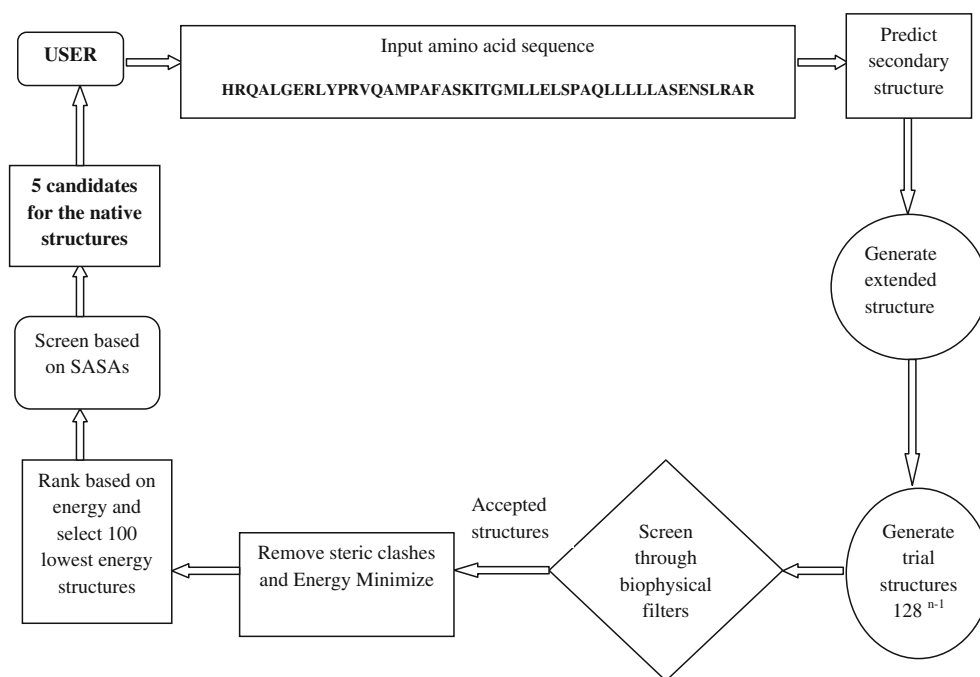 USER
Input amino acid sequence
HRQALGERLYPRVQAMPAFASKITGMLLELSPAQLLLLLASENSLRAR
Predict
secondary
structure
Generate
extended
structure
Generate
trial
structures
128 n-1
Screen
through
biophysical
filters
Accepted
structures
Remove steric clashes
and Energy Minimize
Rank based on
energy and
select 100
lowest energy
structures
Screen based
on SASAs
5 candidates
for the native
structures